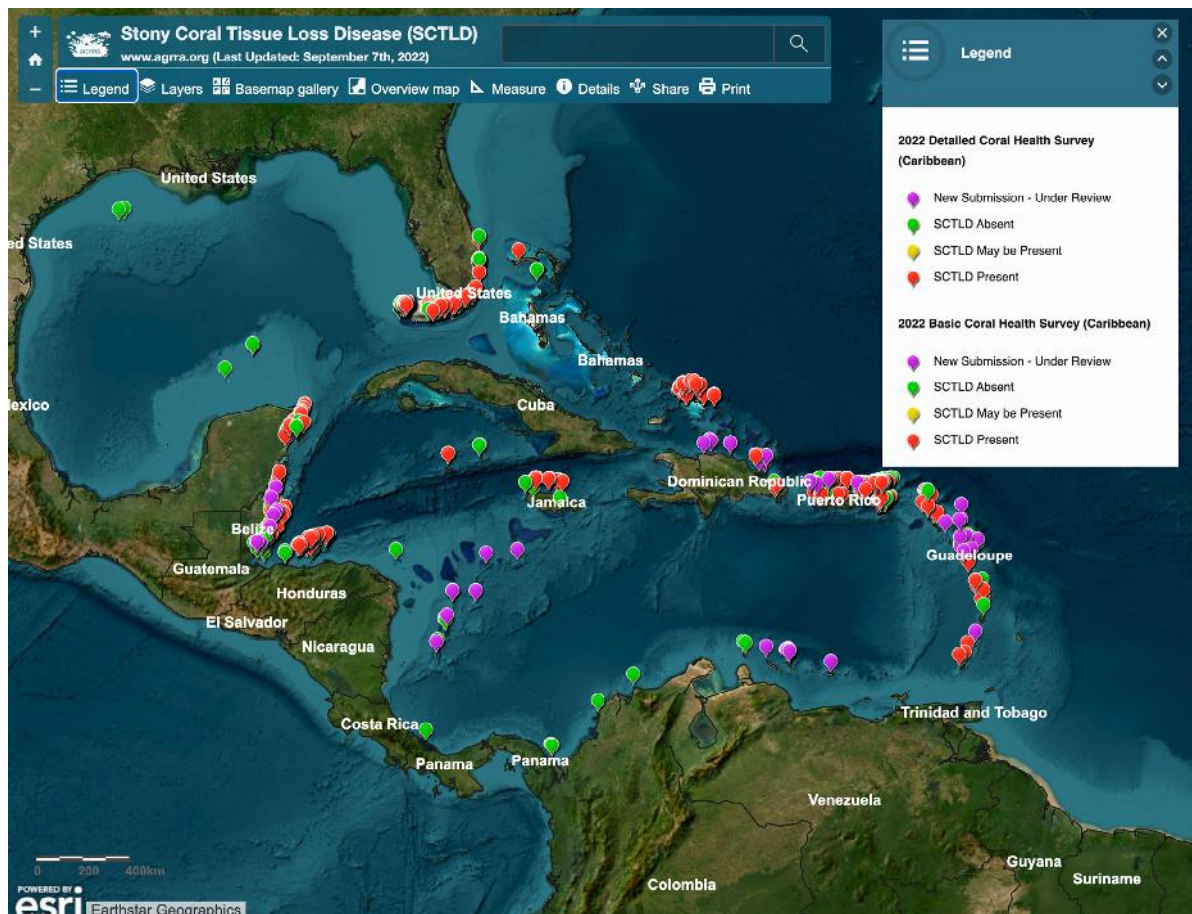 Stony Coral Tissue Loss Disease (SCTLD)
www.agrra.org (Last Updated: September 7th, 2022)
AGRRA
Legend Layers Basemap gallery Overview map Measure Details Share Print
Legend
2022 Detailed Coral Health Survey
(Caribbean)
New Submission - Under Review
SCTLD Absent
SCTLD May be Present
SCTLD Present
2022 Basic Coral Health Survey (Caribbean)
New Submission - Under Review
SCTLD Absent
SCTLD May be Present
SCTLD Present
United States
ed States
United States
Bahamas
Bahamas
Mexico
Cuba
Dominican Republic
Puerto Rico
Jamaica
Belize
Guadeloupe
Guatemala
Honduras
El Salvador
Nicaragua
Trinidad and Tobago
Costa Rica
Panama
Panama
Venezuela
Guyana
Suriname
Colombia
0 200 400km
POWERED BY
esri
Earthstar Geographics